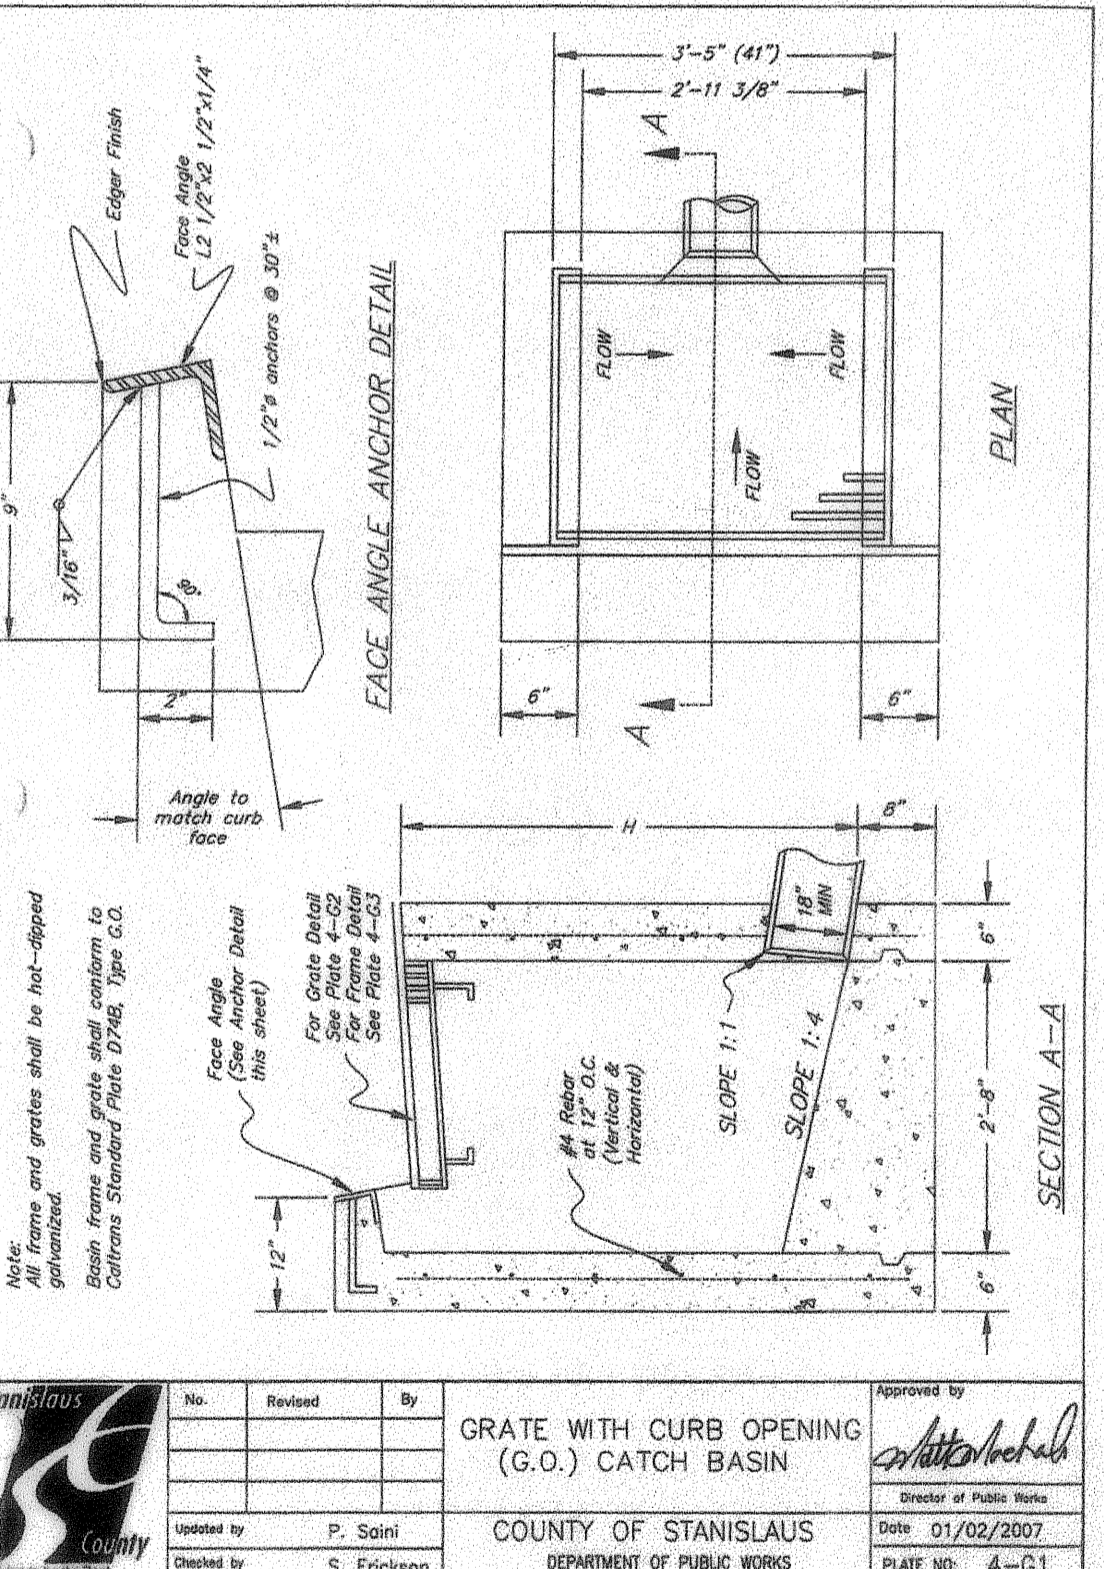 Edger Finish
Face Angle
L2 1/2"x2 1/2"x1/4"
1/2"ø anchors @ 30"±
9"
3/16"
90°
2"
Angle to
match curb
face
FACE ANGLE ANCHOR DETAIL
3'-5" (41")
2'-11 3/8"
A
FLOW
FLOW
FLOW
6"
A
6"
PLAN
Note:
All frame and grates shall be hot-dipped
galvanized.
Basin frame and grate shall conform to
Caltrans Standard Plate D74B, Type G.O.
Face Angle
(See Anchor Detail
this sheet)
For Grate Detail
See Plate 4-G2
For Frame Detail
See Plate 4-G3
H
8"
18"
MIN
6"
SLOPE 1:1
SLOPE 1:4
#4 Rebar
at 12" O.C.
(Vertical &
Horizontal)
2'-8"
12"
6"
SECTION A-A
County
No. Revised By
Updated by P. Saini
Checked by S. Erickson
GRATE WITH CURB OPENING
(G.O.) CATCH BASIN
COUNTY OF STANISLAUS
DEPARTMENT OF PUBLIC WORKS
Approved by
Director of Public Works
Date 01/02/2007
PLATE NO: 4-G1